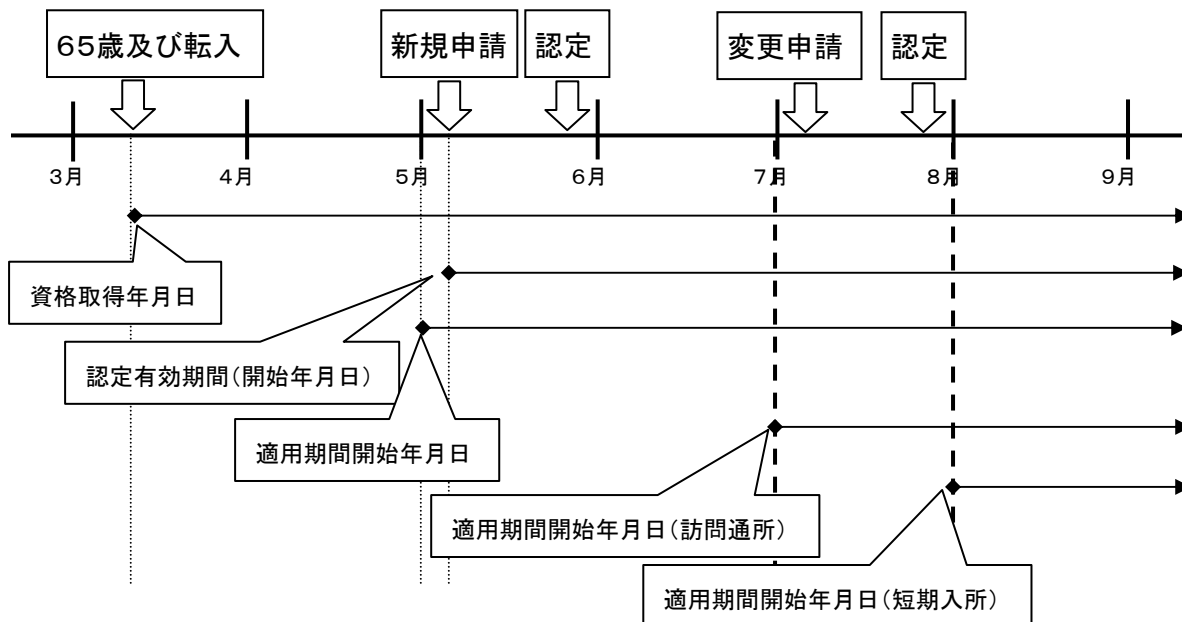 65歳及び転入
新規申請
認定
変更申請
認定
3月
4月
5月
6月
7月
8月
9月
資格取得年月日
認定有効期間(開始年月日)
適用期間開始年月日
適用期間開始年月日(訪問通所)
適用期間開始年月日(短期入所)